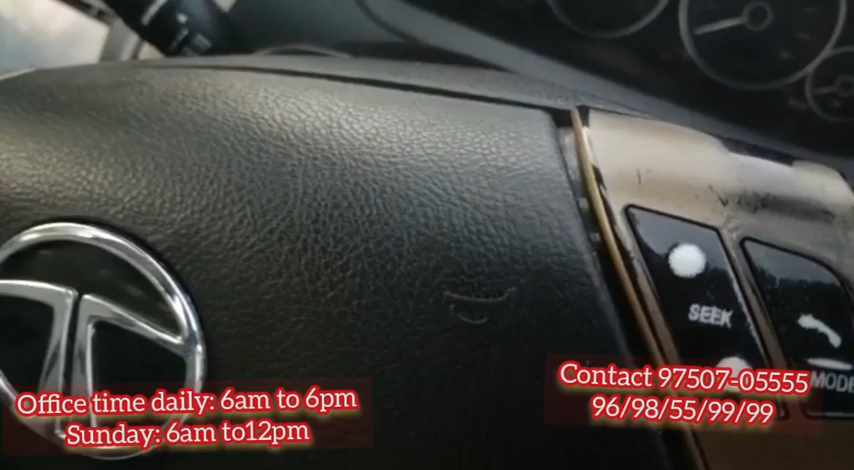 SEEK
MODE
Office time daily: 6am to 6pm
Sunday: 6am to12pm
Contact 97507-05555
96/98/55/99/99